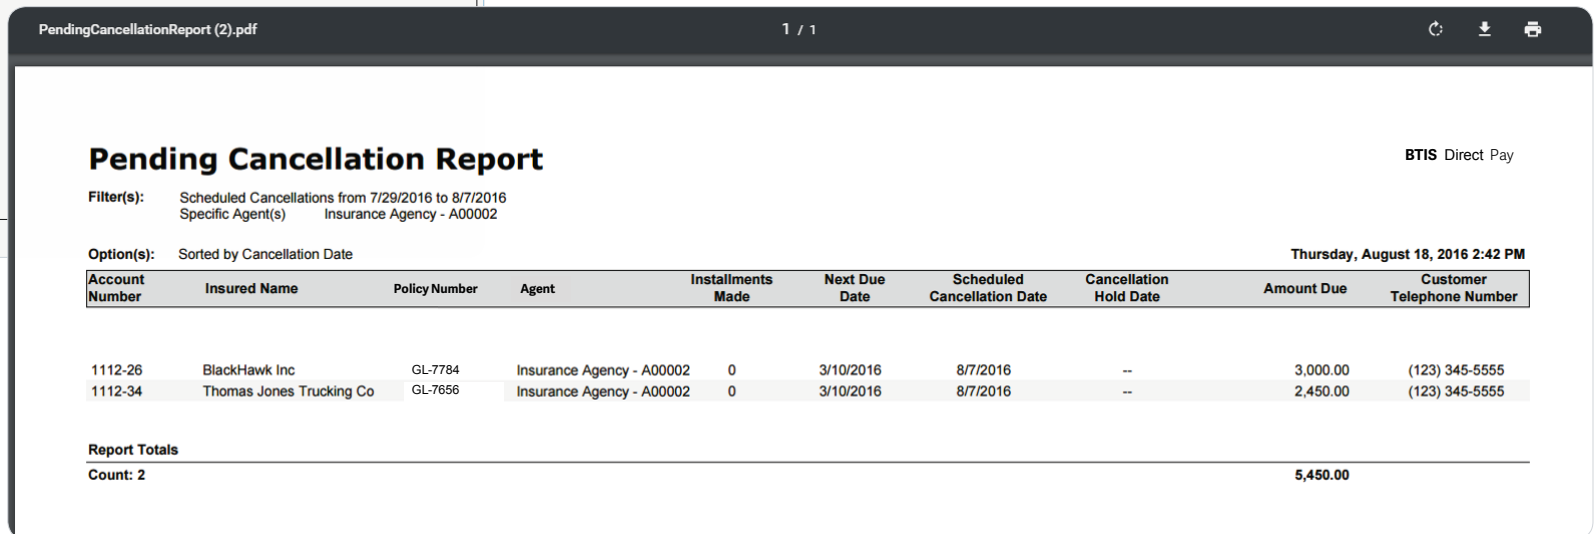 PendingCancellationReport (2).pdf 1 / 1
Pending Cancellation Report BTIS Direct Pay
Filter(s): Scheduled Cancellations from 7/29/2016 to 8/7/2016
Specific Agent(s) Insurance Agency - A00002
Option(s): Sorted by Cancellation Date Thursday, August 18, 2016 2:42 PM
Account Number Insured Name Policy Number Agent Installments Made Next Due Date Scheduled Cancellation Date Cancellation Hold Date Amount Due Customer Telephone Number
1112-26 BlackHawk Inc GL-7784 Insurance Agency - A00002 0 3/10/2016 8/7/2016 -- 3,000.00 (123) 345-5555
1112-34 Thomas Jones Trucking Co GL-7656 Insurance Agency - A00002 0 3/10/2016 8/7/2016 -- 2,450.00 (123) 345-5555
Report Totals
Count: 2 5,450.00